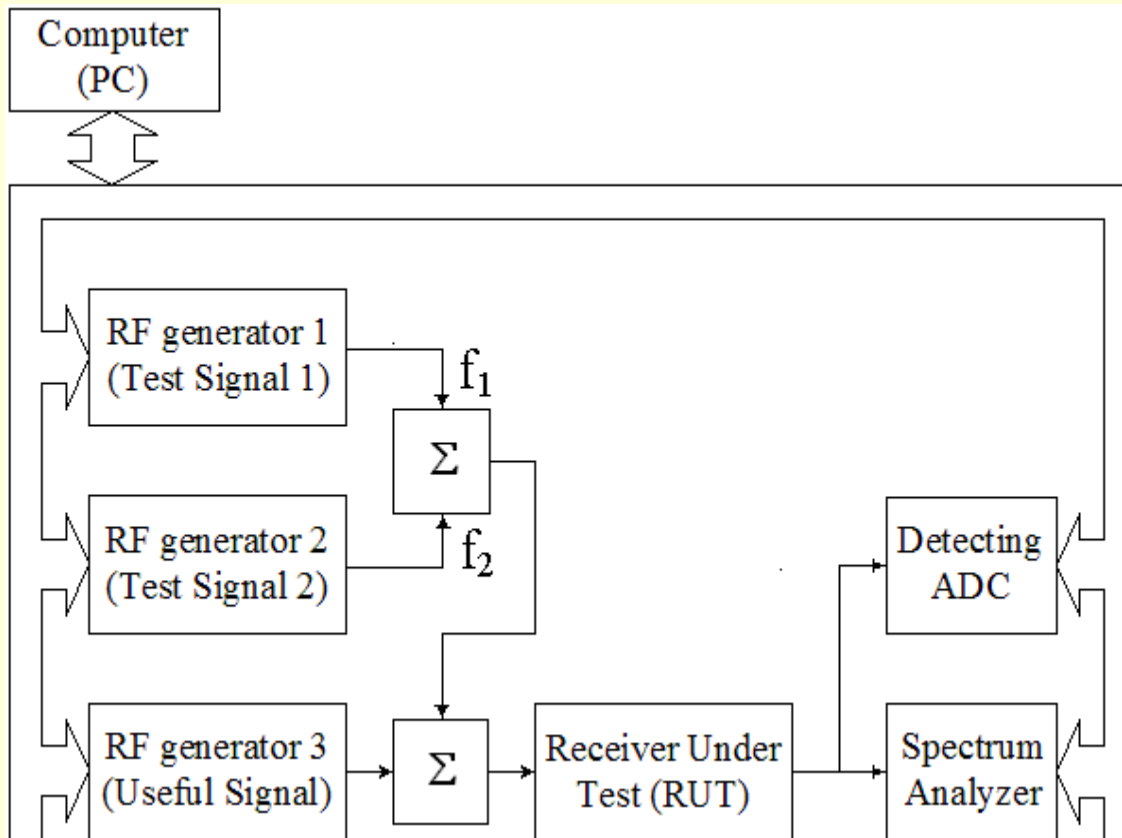 Computer
(PC)
RF generator 1
(Test Signal 1)
f₁
Σ
RF generator 2
(Test Signal 2)
f₂
Detecting
ADC
RF generator 3
(Useful Signal)
Σ
Receiver Under
Test (RUT)
Spectrum
Analyzer